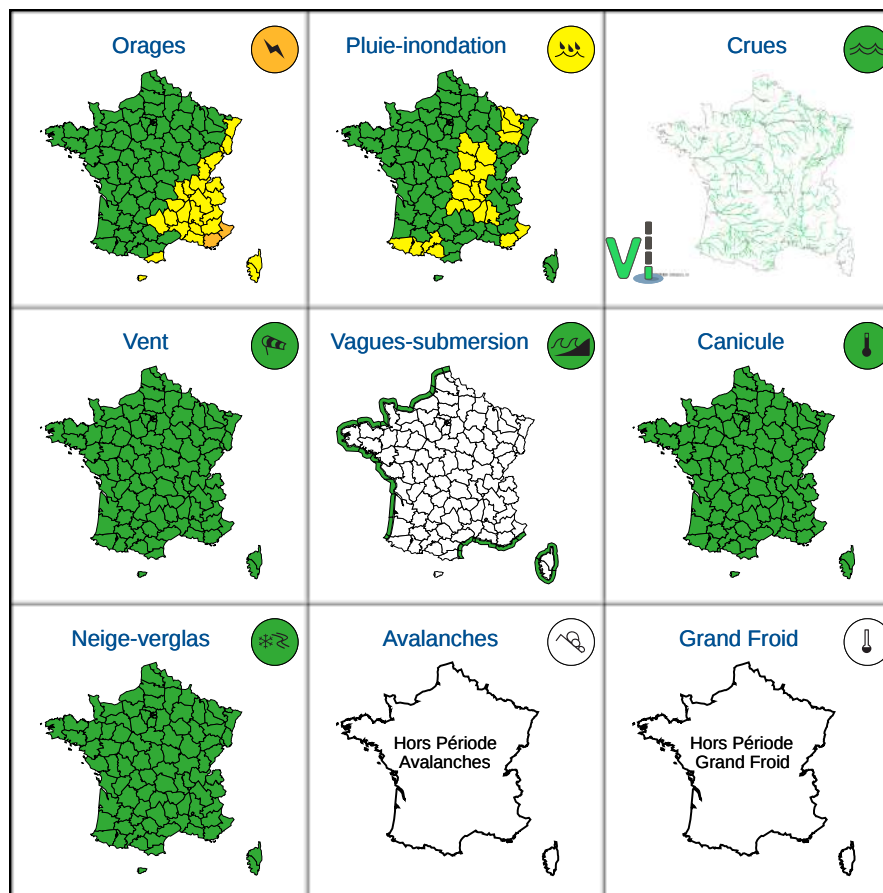 Orages
Pluie-inondation
Crues
Vent
Vagues-submersion
Canicule
Neige-verglas
Avalanches
Grand Froid
Hors Période
Avalanches
Hors Période
Grand Froid